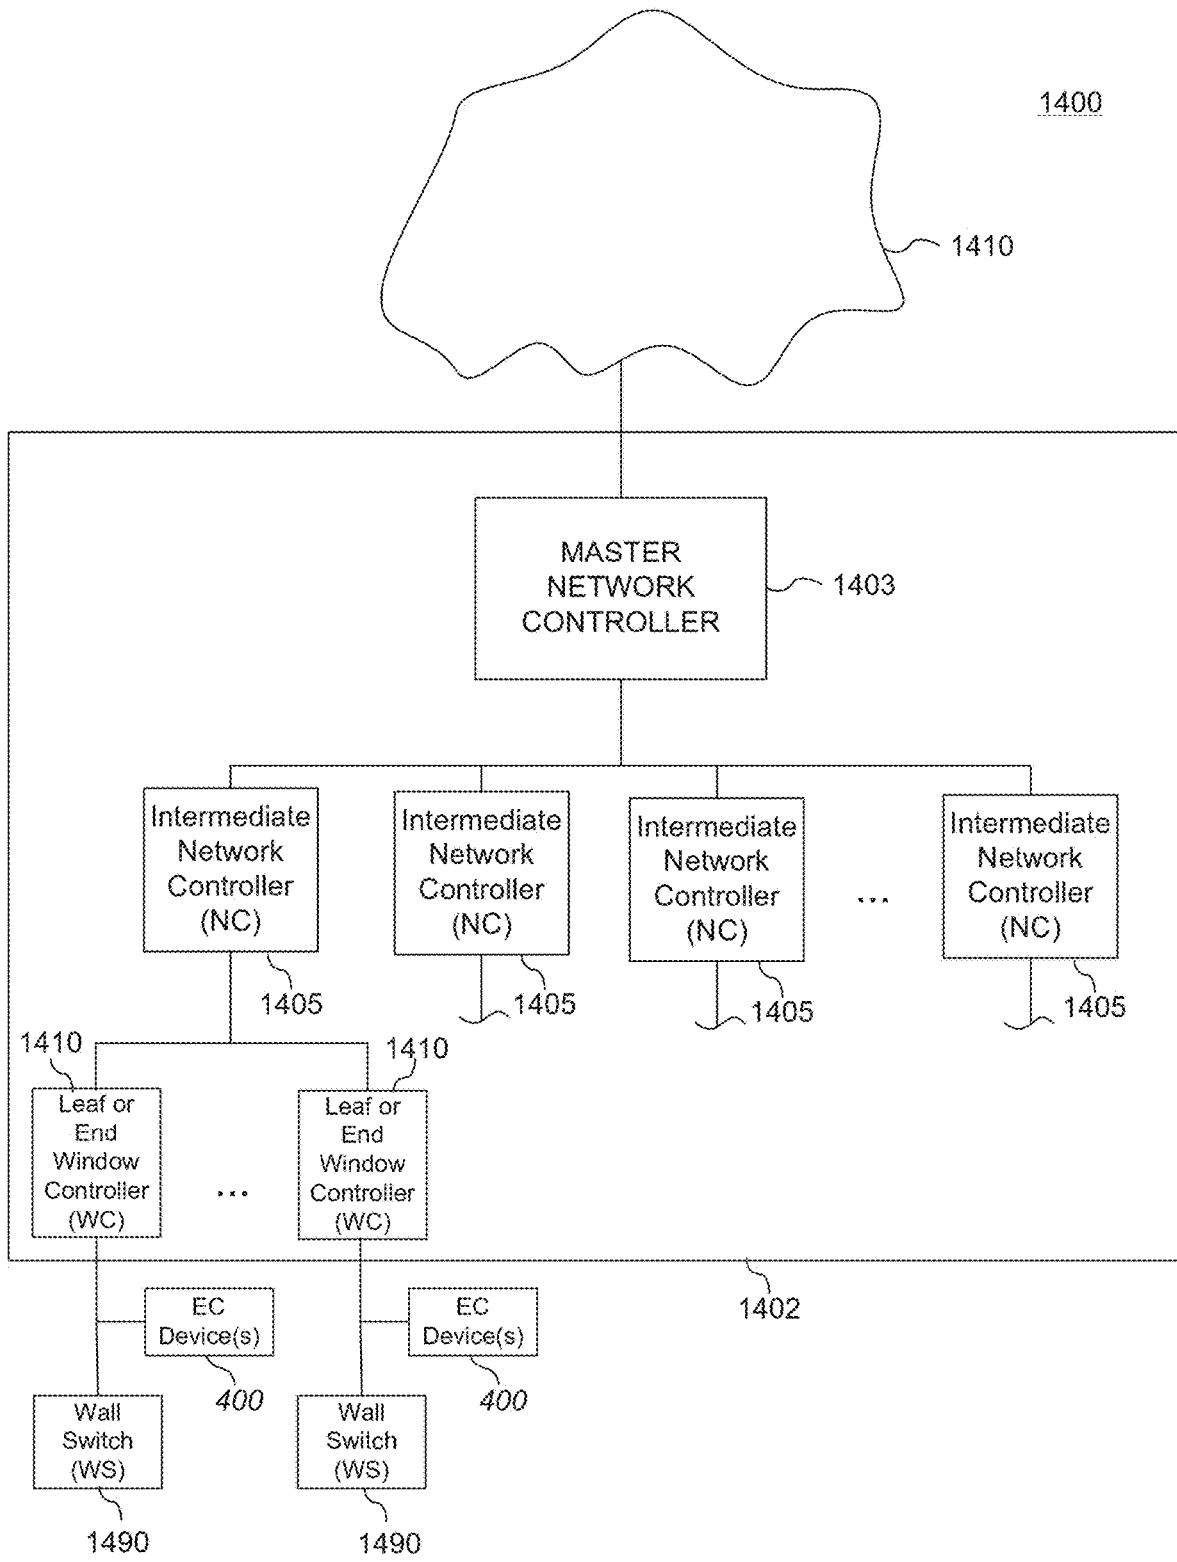 1400
1410
MASTER
NETWORK
CONTROLLER
1403
Intermediate
Network
Controller
(NC)
1405
Intermediate
Network
Controller
(NC)
1405
Intermediate
Network
Controller
(NC)
1405
...
Intermediate
Network
Controller
(NC)
1405
1410
Leaf or
End
Window
Controller
(WC)
...
1410
Leaf or
End
Window
Controller
(WC)
1402
EC
Device(s)
400
EC
Device(s)
400
Wall
Switch
(WS)
1490
Wall
Switch
(WS)
1490